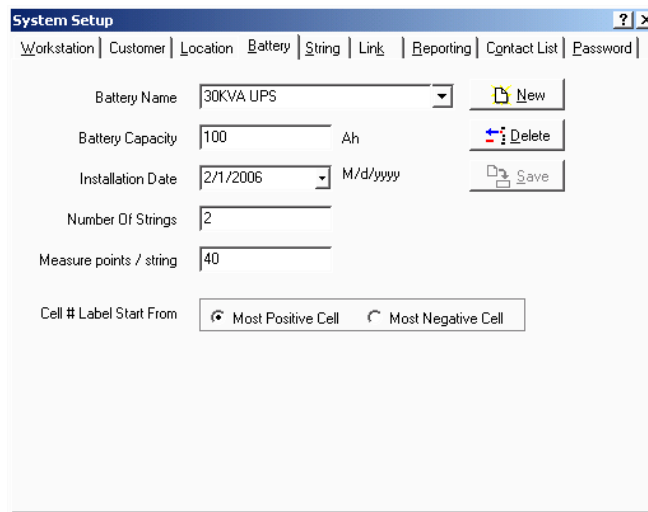 System Setup
Workstation Customer Location Battery String Link Reporting Contact List Password
Battery Name 30KVA UPS New
Battery Capacity 100 Ah Delete
Installation Date 2/1/2006 M/d/yyyy Save
Number Of Strings 2
Measure points / string 40
Cell # Label Start From Most Positive Cell Most Negative Cell